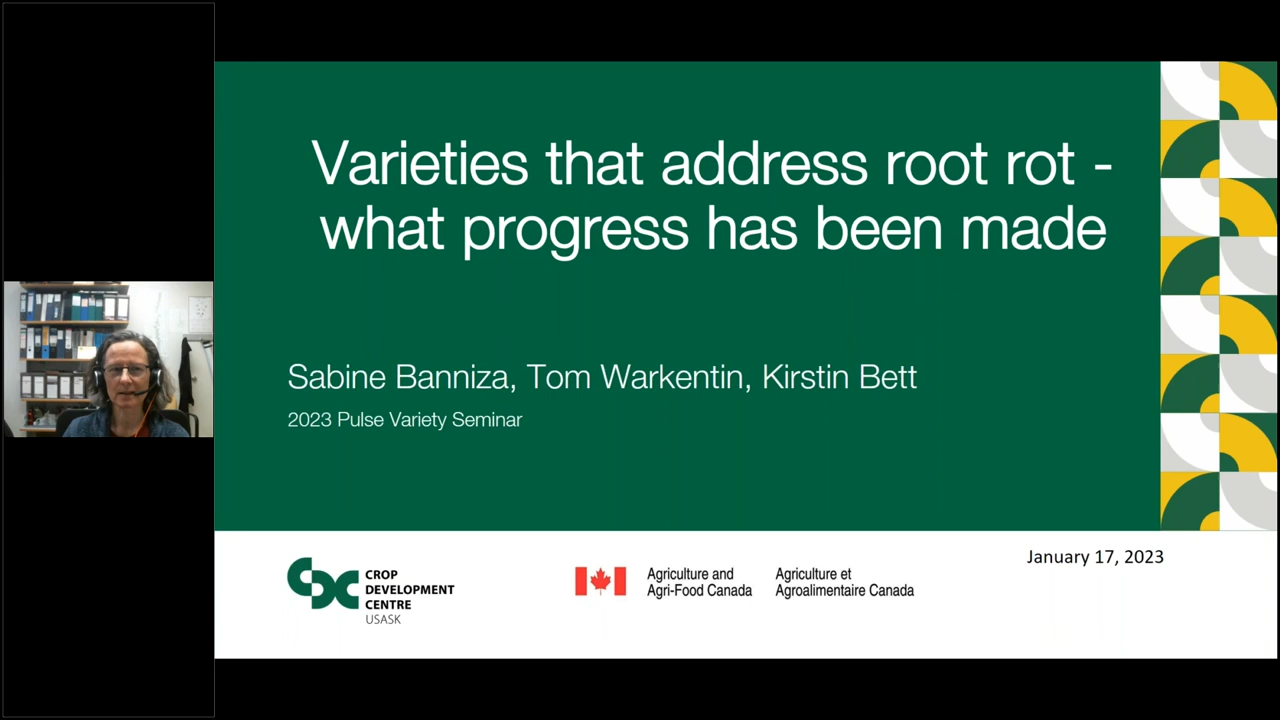 Varieties that address root rot -
what progress has been made
Sabine Banniza, Tom Warkentin, Kirstin Bett
2023 Pulse Variety Seminar
January 17, 2023
CDC
CROP
DEVELOPMENT
CENTRE
USASK
Agriculture and
Agri-Food Canada
Agriculture et
Agroalimentaire Canada